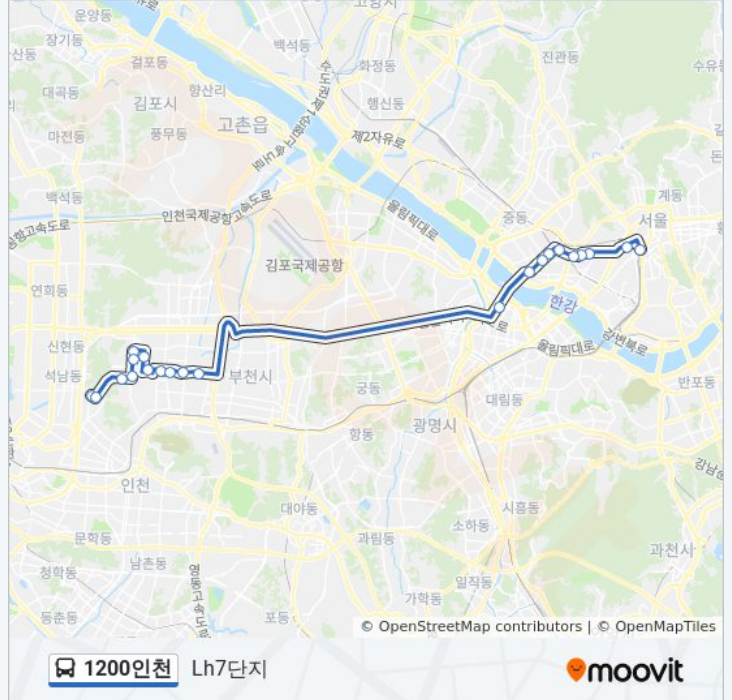 운양동
고양시
장기동
백석동
산동
걸포동
화정동
진관동
수유동
대곡동
향산리
김포시
행신동
수도권제1순환고속도로
고촌읍
마전동
풍무동
제2자유로
백석동
올림픽대로
계동
인천국제공항고속도로
중동
서울
공항고속도로
김포국제공항
연희동
한강
신현동
강변북로
올림픽대로
석남동
부천시
궁동
반포동
대림동
광명시
항동
인천
대야동
시흥동
소하동
문학동
과림동
과천시
남촌동
청학동
영동고속도로
일직동
가학동
동춘동
포동
© OpenStreetMap contributors | © OpenMapTiles
1200인천 Lh7단지
moovit